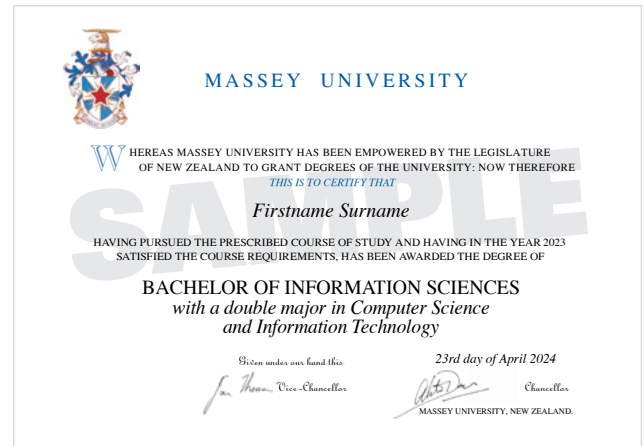 MASSEY UNIVERSITY
WHEREAS MASSEY UNIVERSITY HAS BEEN EMPOWERED BY THE LEGISLATURE
OF NEW ZEALAND TO GRANT DEGREES OF THE UNIVERSITY: NOW THEREFORE
THIS IS TO CERTIFY THAT
SAMPLE
Firstname Surname
HAVING PURSUED THE PRESCRIBED COURSE OF STUDY AND HAVING IN THE YEAR 2023
SATISFIED THE COURSE REQUIREMENTS, HAS BEEN AWARDED THE DEGREE OF
BACHELOR OF INFORMATION SCIENCES
with a double major in Computer Science
and Information Technology
Given under our hand this 23rd day of April 2024
Vice-Chancellor Chancellor
MASSEY UNIVERSITY, NEW ZEALAND.